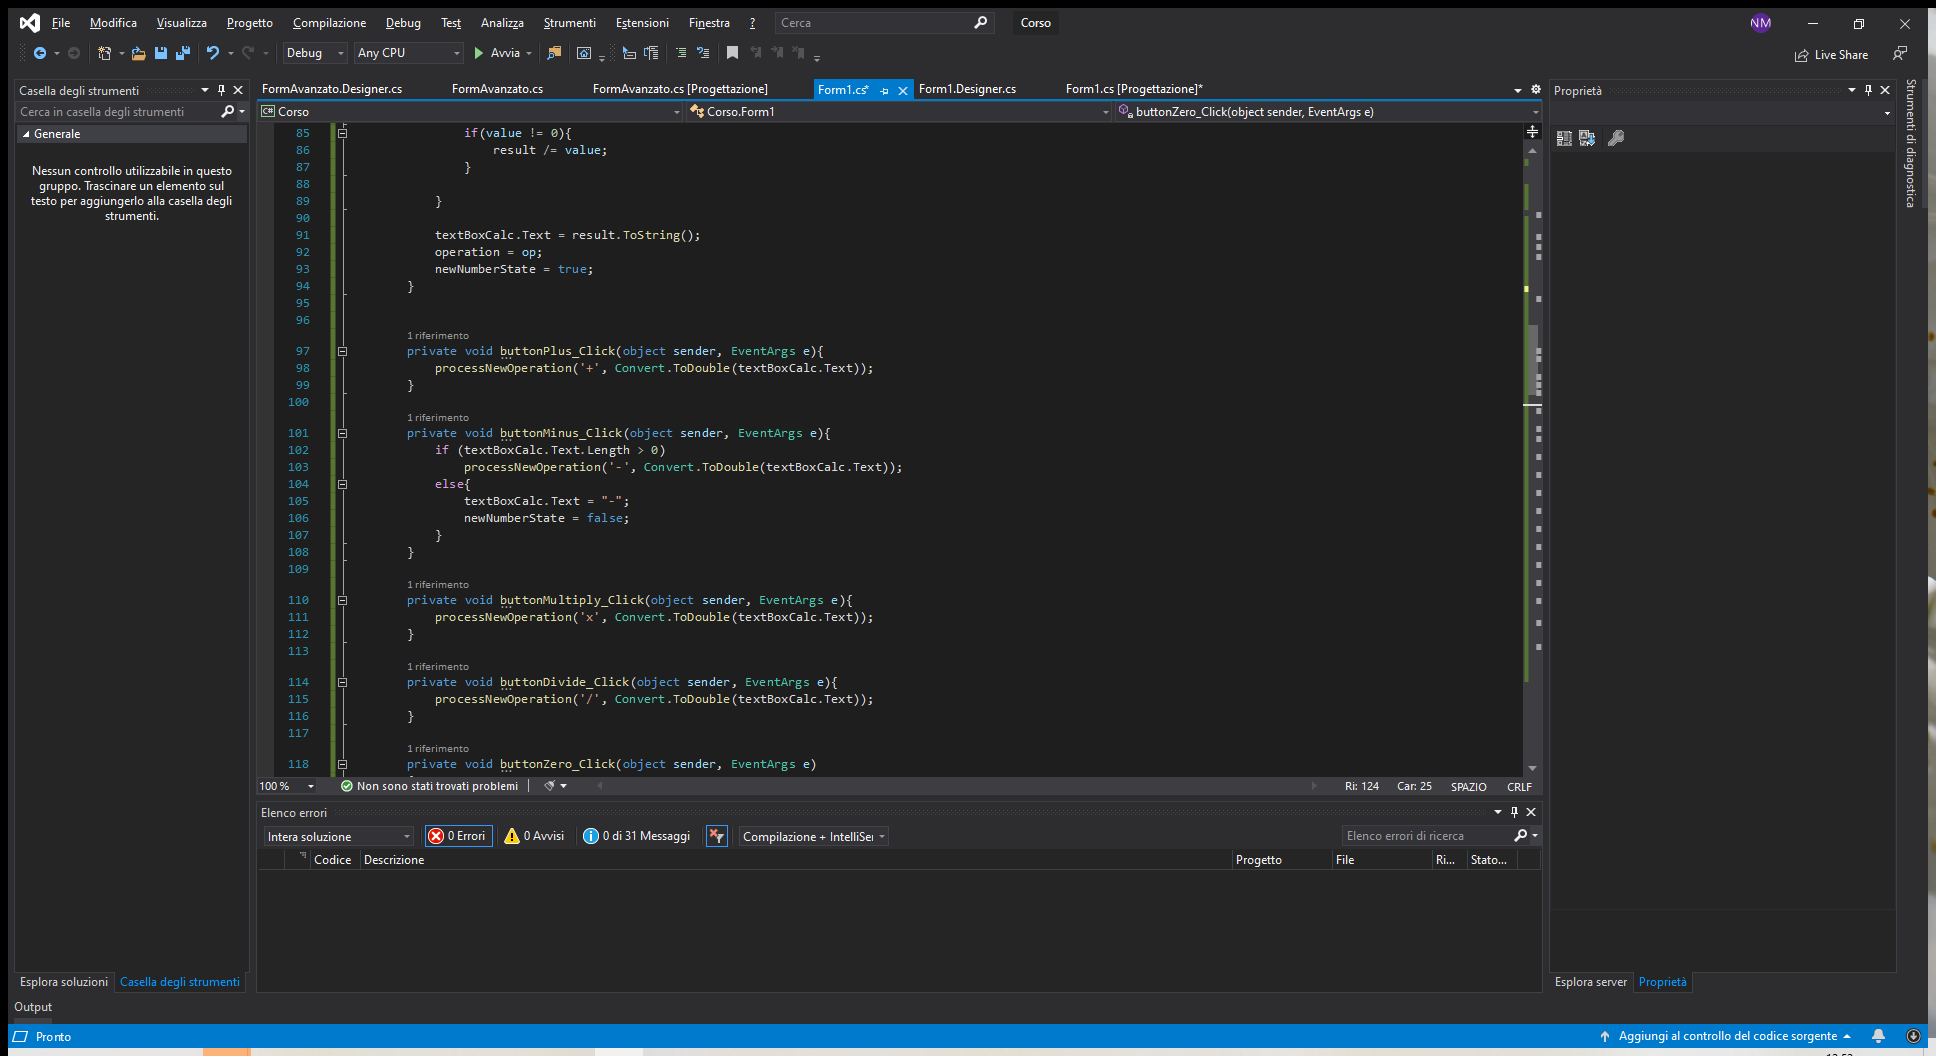 File Modifica Visualizza Progetto Compilazione Debug Test Analizza Strumenti Estensioni Finestra ? Cerca Corso NM
Debug Any CPU Avvia Live Share
Casella degli strumenti
Cerca in casella degli strumenti
Generale
Nessun controllo utilizzabile in questo
gruppo. Trascinare un elemento sul
testo per aggiungerlo alla casella degli
strumenti.
Esplora soluzioni Casella degli strumenti
FormAvanzato.Designer.cs FormAvanzato.cs FormAvanzato.cs [Progettazione] Form1.cs* Form1.Designer.cs Form1.cs [Progettazione]*
C# Corso Corso.Form1 buttonZero_Click(object sender, EventArgs e)
85 if(value != 0){
86 result /= value;
87 }
88
89 }
90
91 textBoxCalc.Text = result.ToString();
92 operation = op;
93 newNumberState = true;
94 }
95
96
1 riferimento
97 private void buttonPlus_Click(object sender, EventArgs e){
98 processNewOperation('+', Convert.ToDouble(textBoxCalc.Text));
99 }
100
1 riferimento
101 private void buttonMinus_Click(object sender, EventArgs e){
102 if (textBoxCalc.Text.Length > 0)
103 processNewOperation('-', Convert.ToDouble(textBoxCalc.Text));
104 else{
105 textBoxCalc.Text = "-";
106 newNumberState = false;
107 }
108 }
109
1 riferimento
110 private void buttonMultiply_Click(object sender, EventArgs e){
111 processNewOperation('x', Convert.ToDouble(textBoxCalc.Text));
112 }
113
1 riferimento
114 private void buttonDivide_Click(object sender, EventArgs e){
115 processNewOperation('/', Convert.ToDouble(textBoxCalc.Text));
116 }
117
1 riferimento
118 private void buttonZero_Click(object sender, EventArgs e)
100 % Non sono stati trovati problemi Ri: 124 Car: 25 SPAZIO CRLF
Elenco errori
Intera soluzione 0 Errori 0 Avvisi 0 di 31 Messaggi Compilazione + IntelliSe Elenco errori di ricerca
Codice Descrizione Progetto File Ri... Stato...
Proprietà
Strumenti di diagnostica
Esplora server Proprietà
Output
Pronto Aggiungi al controllo del codice sorgente